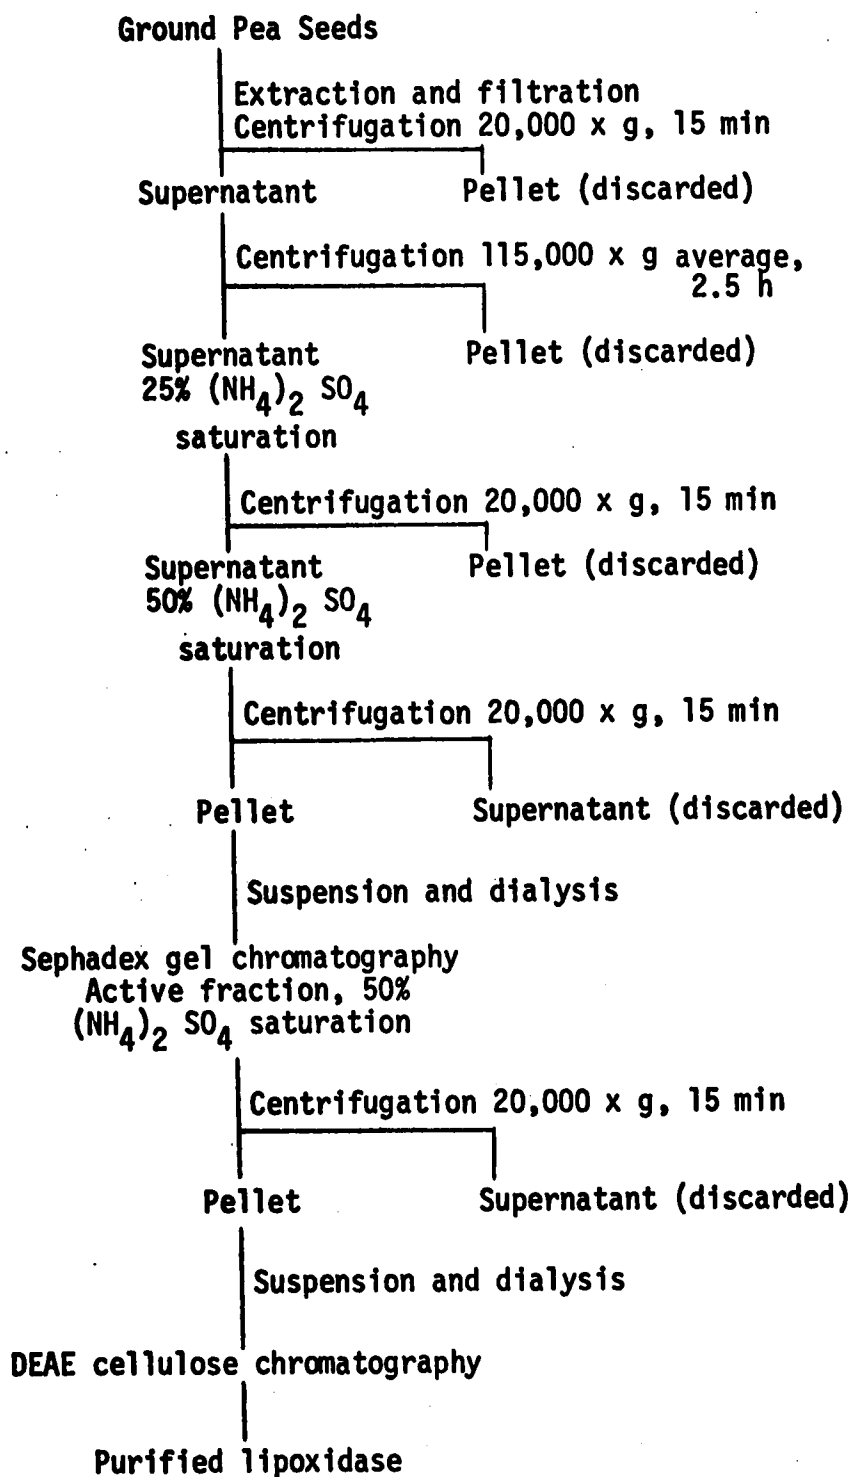 Ground Pea Seeds
Extraction and filtration
Centrifugation 20,000 x g, 15 min
Supernatant
Pellet (discarded)
Centrifugation 115,000 x g average,
2.5 h
Supernatant
Pellet (discarded)
25% (NH4)2 SO4
saturation
Centrifugation 20,000 x g, 15 min
Supernatant
Pellet (discarded)
50% (NH4)2 SO4
saturation
Centrifugation 20,000 x g, 15 min
Pellet
Supernatant (discarded)
Suspension and dialysis
Sephadex gel chromatography
Active fraction, 50%
(NH4)2 SO4 saturation
Centrifugation 20,000 x g, 15 min
Pellet
Supernatant (discarded)
Suspension and dialysis
DEAE cellulose chromatography
Purified lipoxidase